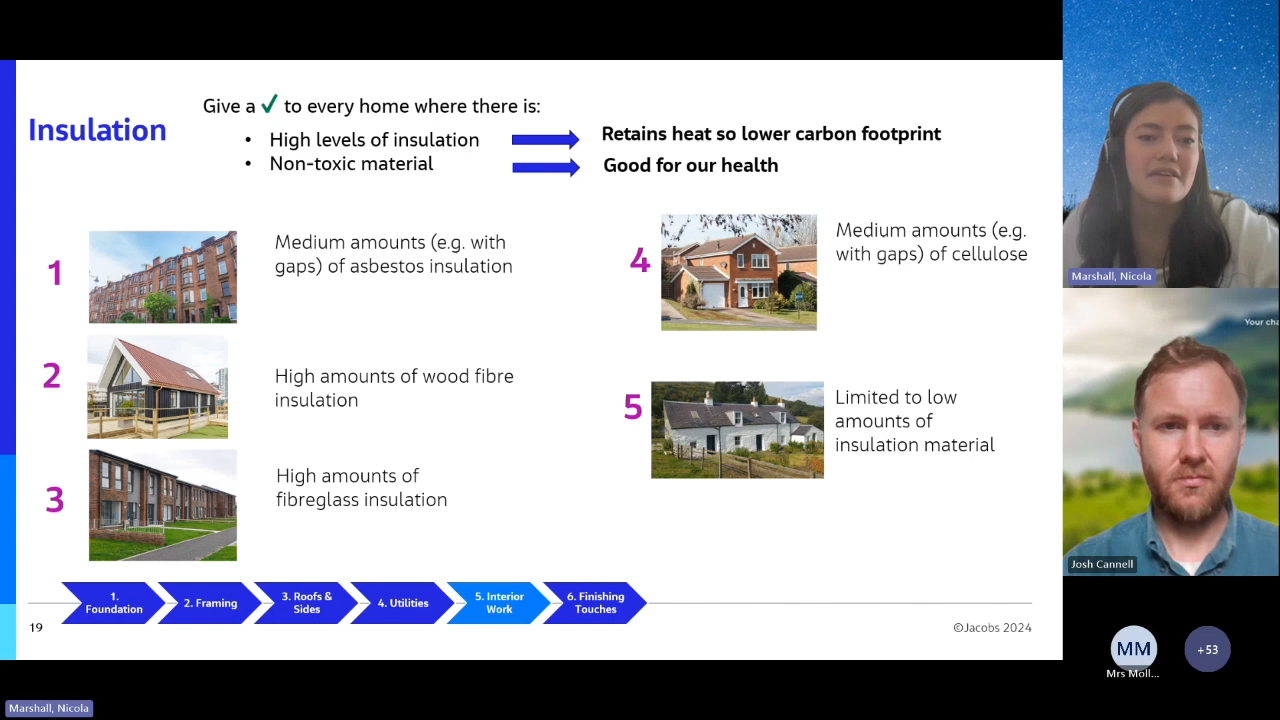 Insulation
Give a ✓ to every home where there is:
• High levels of insulation
• Non-toxic material
Retains heat so lower carbon footprint
Good for our health
1
Medium amounts (e.g. with
gaps) of asbestos insulation
2
High amounts of wood fibre
insulation
3
High amounts of
fibreglass insulation
4
Medium amounts (e.g.
with gaps) of cellulose
5
Limited to low
amounts of
insulation material
1.
Foundation
2. Framing
3. Roofs &
Sides
4. Utilities
5. Interior
Work
6. Finishing
Touches
19
©Jacobs 2024
Marshall, Nicola
Your cha
Josh Cannell
MM
Mrs Moll...
+53
Marshall, Nicola